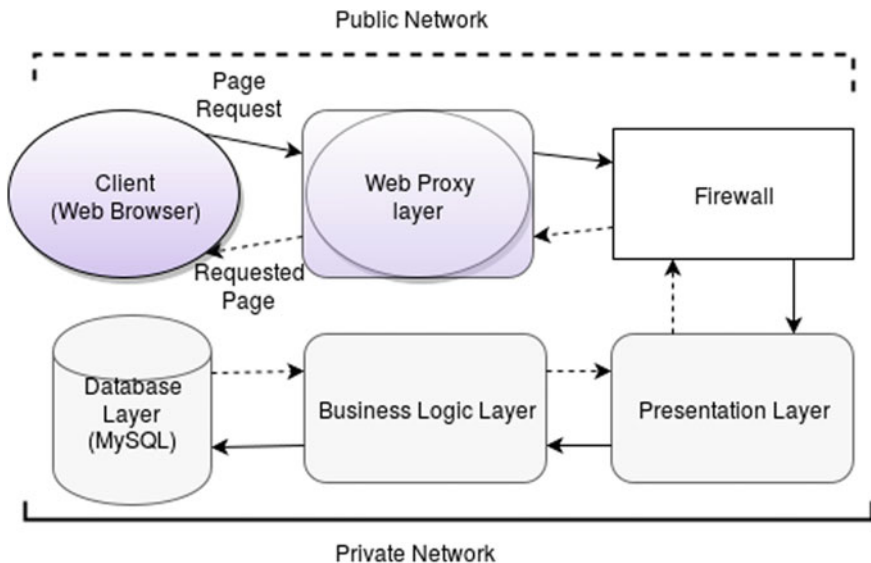 Public Network
Page
Request
Client
(Web Browser)
Web Proxy
layer
Firewall
Requested
Page
Database
Layer
(MySQL)
Business Logic Layer
Presentation Layer
Private Network